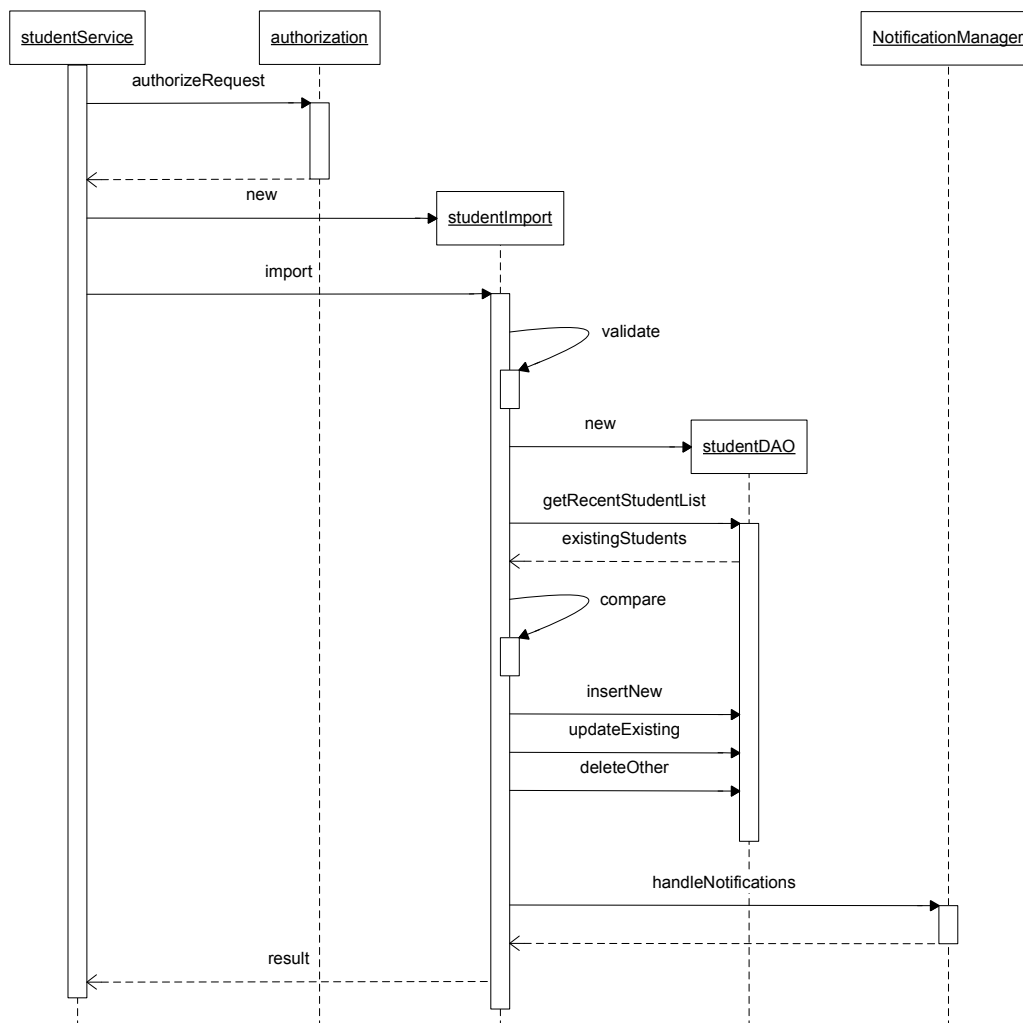 studentService
authorization
NotificationManager
authorizeRequest
new
studentImport
import
validate
new
studentDAO
getRecentStudentList
existingStudents
compare
insertNew
updateExisting
deleteOther
handleNotifications
result